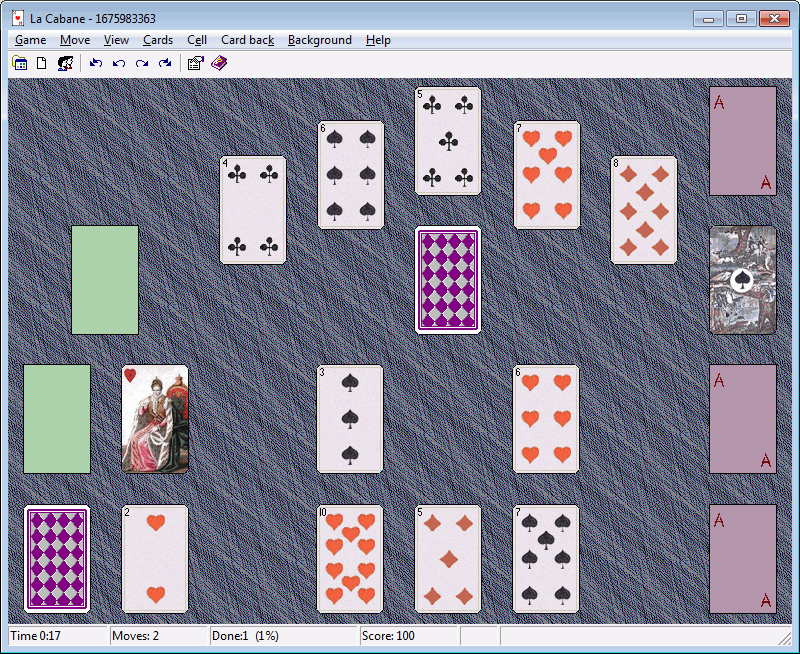 La Cabane - 1675983363
Game Move View Cards Cell Card back Background Help
5
A
A
6
7
4
8
3
6
A
A
2
10
5
7
A
A
Time 0:17 Moves: 2 Done:1 (1%) Score: 100